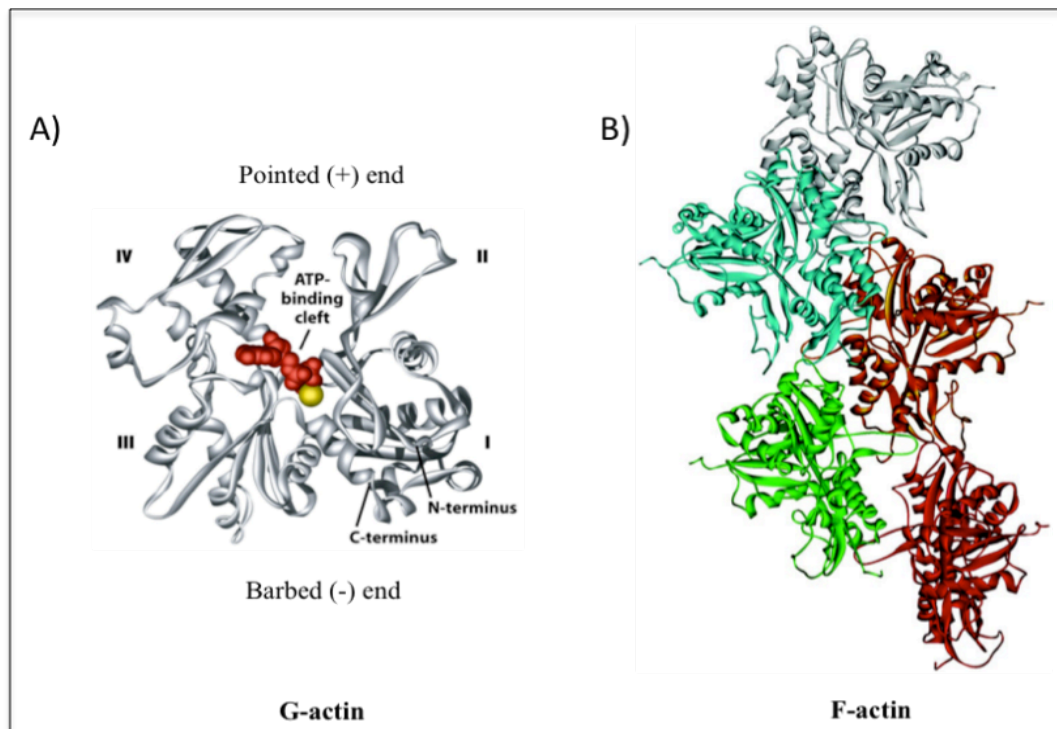 A)
Pointed (+) end
IV
II
ATP-
binding
cleft
III
I
N-terminus
C-terminus
Barbed (-) end
G-actin
B)
F-actin